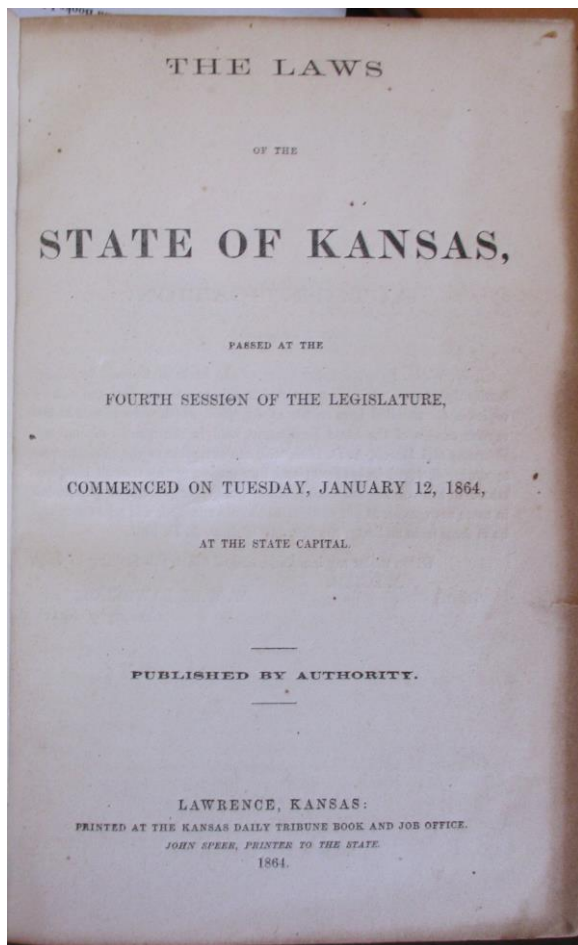 THE LAWS
OF THE
STATE OF KANSAS,
PASSED AT THE
FOURTH SESSION OF THE LEGISLATURE,
COMMENCED ON TUESDAY, JANUARY 12, 1864,
AT THE STATE CAPITAL.
PUBLISHED BY AUTHORITY.
LAWRENCE, KANSAS:
PRINTED AT THE KANSAS DAILY TRIBUNE BOOK AND JOB OFFICE.
JOHN SPEER, PRINTER TO THE STATE.
1864.